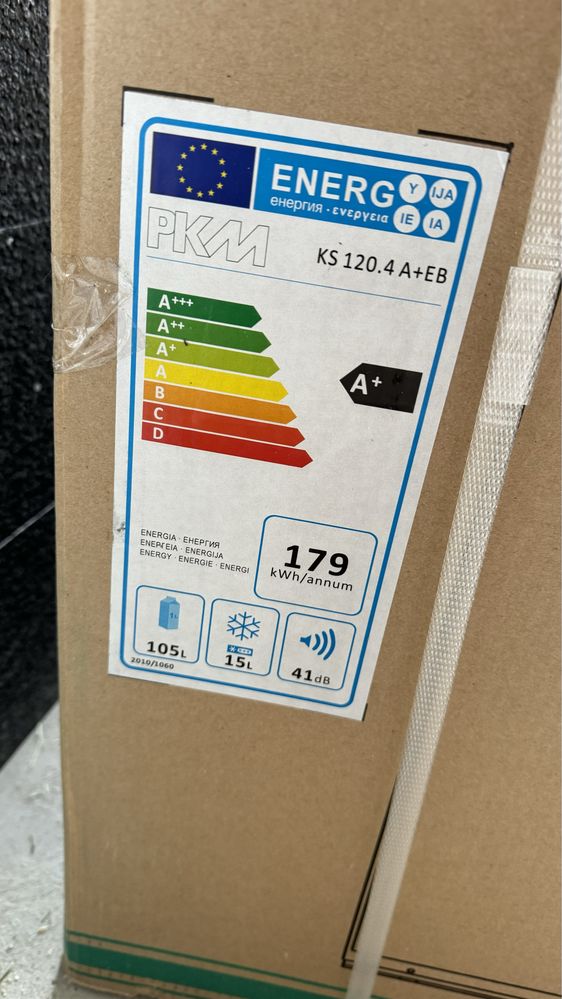 ENERG Y IJA
енергия · ενεργεια IE IA
PKM
KS 120.4 A+EB
A+++
A++
A+
A
B
C
D
A+
ENERGIA · ЕНЕРГИЯ
ΕΝΕΡΓΕΙΑ · ENERGIJA
ENERGY · ENERGIE · ENERGI
179
kWh/annum
1L
105L
15L
41dB
2010/1060